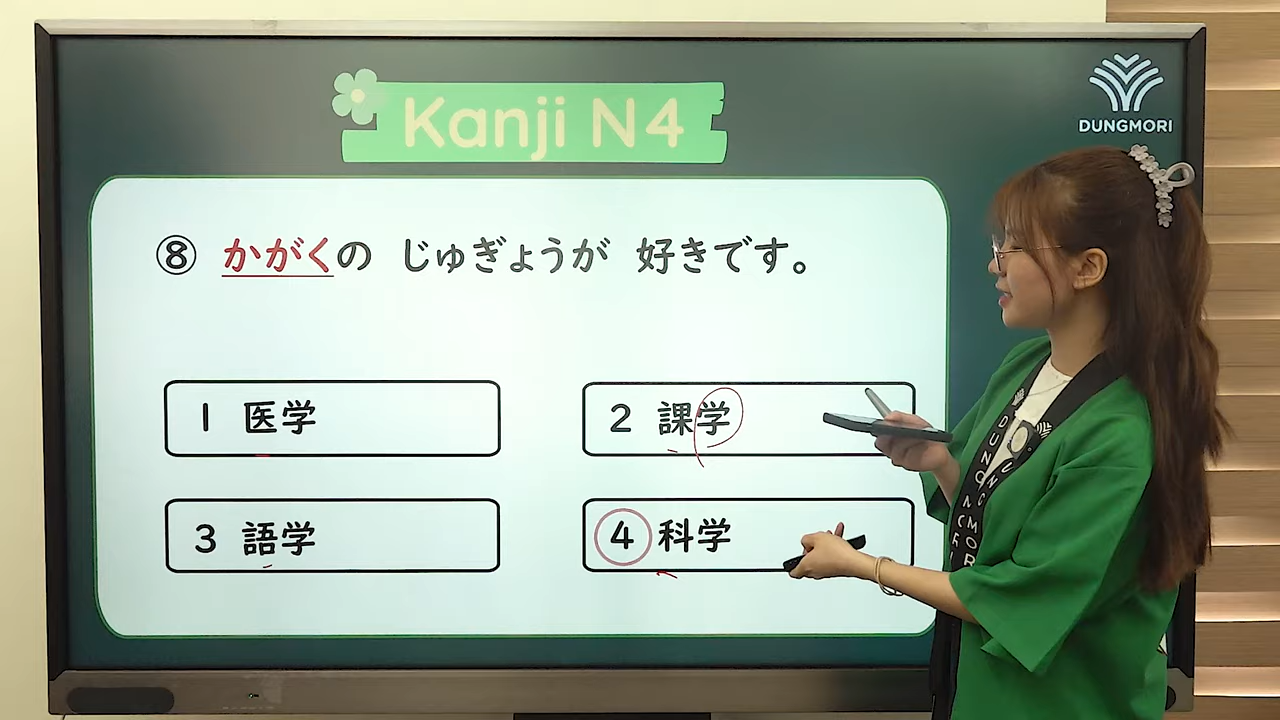 Kanji N4
DUNGMORI
⑧ かがくの じゅぎょうが 好きです。
1 医学
2 課学
3 語学
4 科学
DUNGMORI